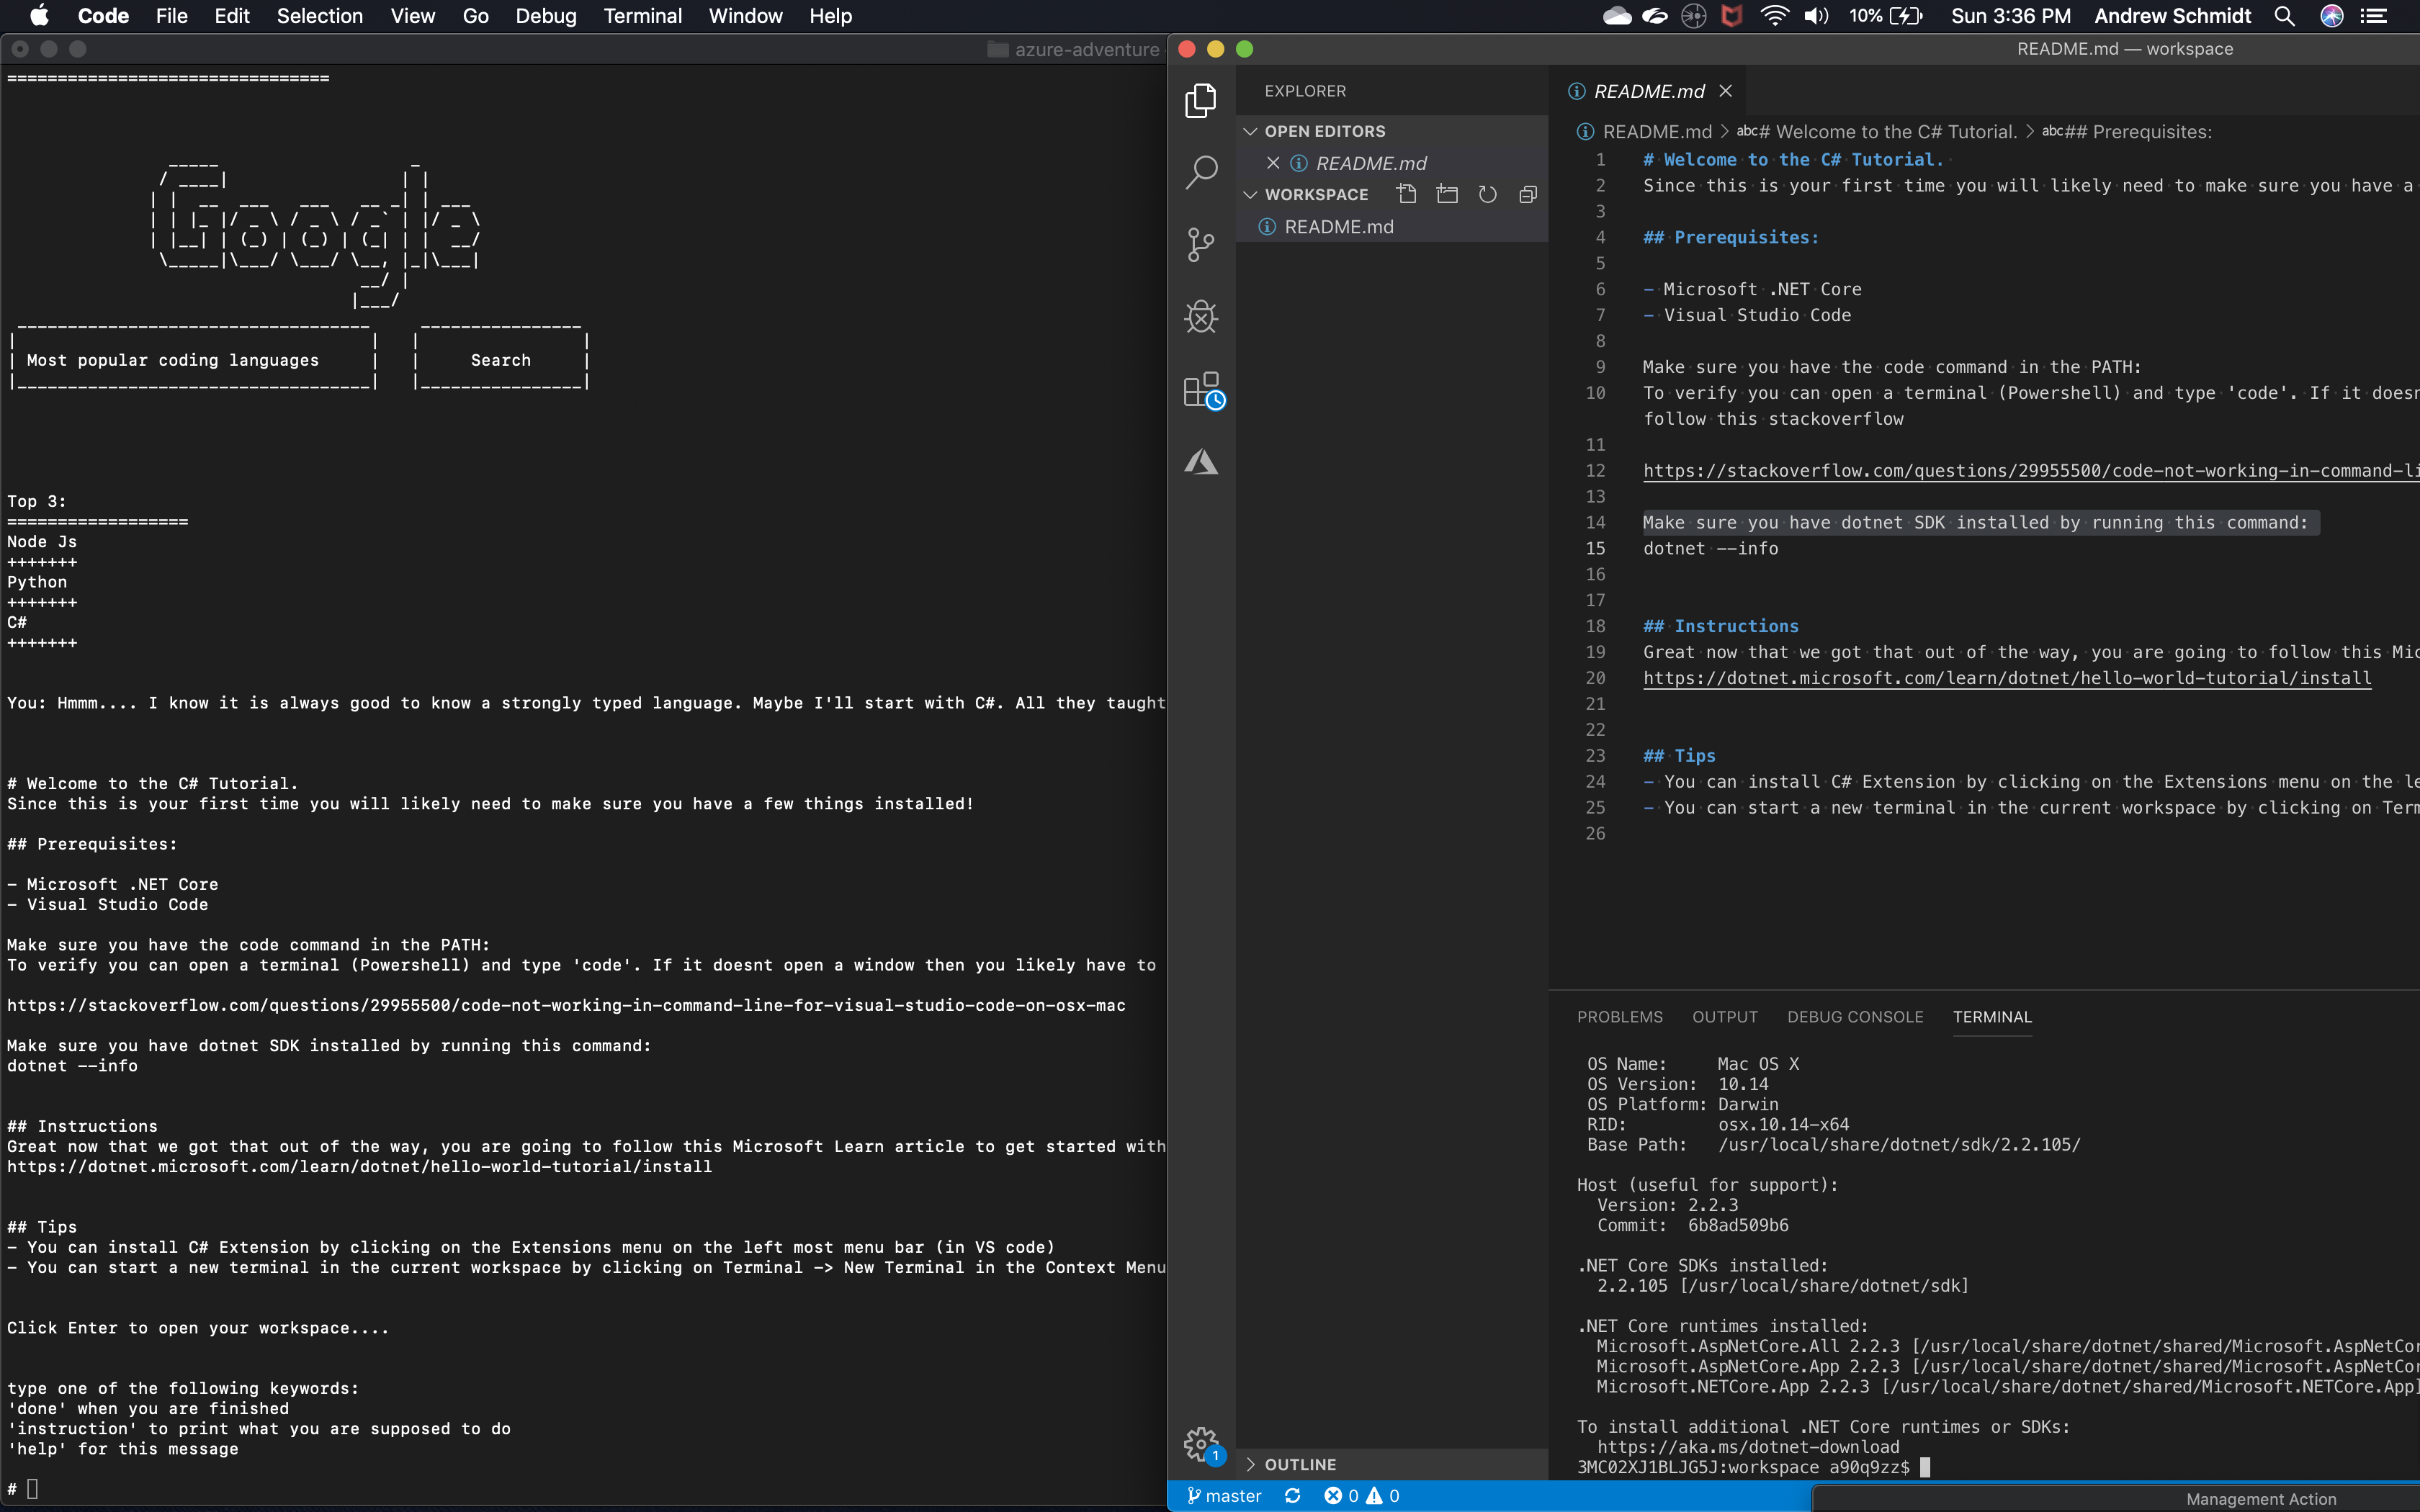 Code File Edit Selection View Go Debug Terminal Window Help
10% Sun 3:36 PM Andrew Schmidt
azure-adventure
================================
Google
Most popular coding languages
Search
Top 3:
==================
Node Js
+++++++
Python
+++++++
C#
+++++++
You: Hmmm.... I know it is always good to know a strongly typed language. Maybe I'll start with C#. All they taught
# Welcome to the C# Tutorial.
Since this is your first time you will likely need to make sure you have a few things installed!
## Prerequisites:
- Microsoft .NET Core
- Visual Studio Code
Make sure you have the code command in the PATH:
To verify you can open a terminal (Powershell) and type 'code'. If it doesnt open a window then you likely have to
https://stackoverflow.com/questions/29955500/code-not-working-in-command-line-for-visual-studio-code-on-osx-mac
Make sure you have dotnet SDK installed by running this command:
dotnet --info
## Instructions
Great now that we got that out of the way, you are going to follow this Microsoft Learn article to get started with
https://dotnet.microsoft.com/learn/dotnet/hello-world-tutorial/install
## Tips
- You can install C# Extension by clicking on the Extensions menu on the left most menu bar (in VS code)
- You can start a new terminal in the current workspace by clicking on Terminal -> New Terminal in the Context Menu
Click Enter to open your workspace....
type one of the following keywords:
'done' when you are finished
'instruction' to print what you are supposed to do
'help' for this message
#
README.md — workspace
EXPLORER
OPEN EDITORS
README.md
WORKSPACE
README.md
OUTLINE
1
README.md
README.md > abc# Welcome to the C# Tutorial. > abc## Prerequisites:
1 # Welcome to the C# Tutorial.
2 Since this is your first time you will likely need to make sure you have a
3
4 ## Prerequisites:
5
6 - Microsoft .NET Core
7 - Visual Studio Code
8
9 Make sure you have the code command in the PATH:
10 To verify you can open a terminal (Powershell) and type 'code'. If it
follow this stackoverflow
11
12 https://stackoverflow.com/questions/29955500/code-not-working-in-command-li
13
14 Make sure you have dotnet SDK installed by running this command:
15 dotnet --info
16
17
18 ## Instructions
19 Great now that we got that out of the way, you are going to follow this Mic
20 https://dotnet.microsoft.com/learn/dotnet/hello-world-tutorial/install
21
22
23 ## Tips
24 - You can install C# Extension by clicking on the Extensions menu on the le
25 - You can start a new terminal in the current workspace by clicking on Term
26
PROBLEMS OUTPUT DEBUG CONSOLE TERMINAL
OS Name: Mac OS X
OS Version: 10.14
OS Platform: Darwin
RID: osx.10.14-x64
Base Path: /usr/local/share/dotnet/sdk/2.2.105/
Host (useful for support):
Version: 2.2.3
Commit: 6b8ad509b6
.NET Core SDKs installed:
2.2.105 [/usr/local/share/dotnet/sdk]
.NET Core runtimes installed:
Microsoft.AspNetCore.All 2.2.3 [/usr/local/share/dotnet/shared/Microsoft.AspNetCor
Microsoft.AspNetCore.App 2.2.3 [/usr/local/share/dotnet/shared/Microsoft.AspNetCor
Microsoft.NETCore.App 2.2.3 [/usr/local/share/dotnet/shared/Microsoft.NETCore.App]
To install additional .NET Core runtimes or SDKs:
https://aka.ms/dotnet-download
3MC02XJ1BLJG5J:workspace a90q9zz$
master 0 0
Management Action